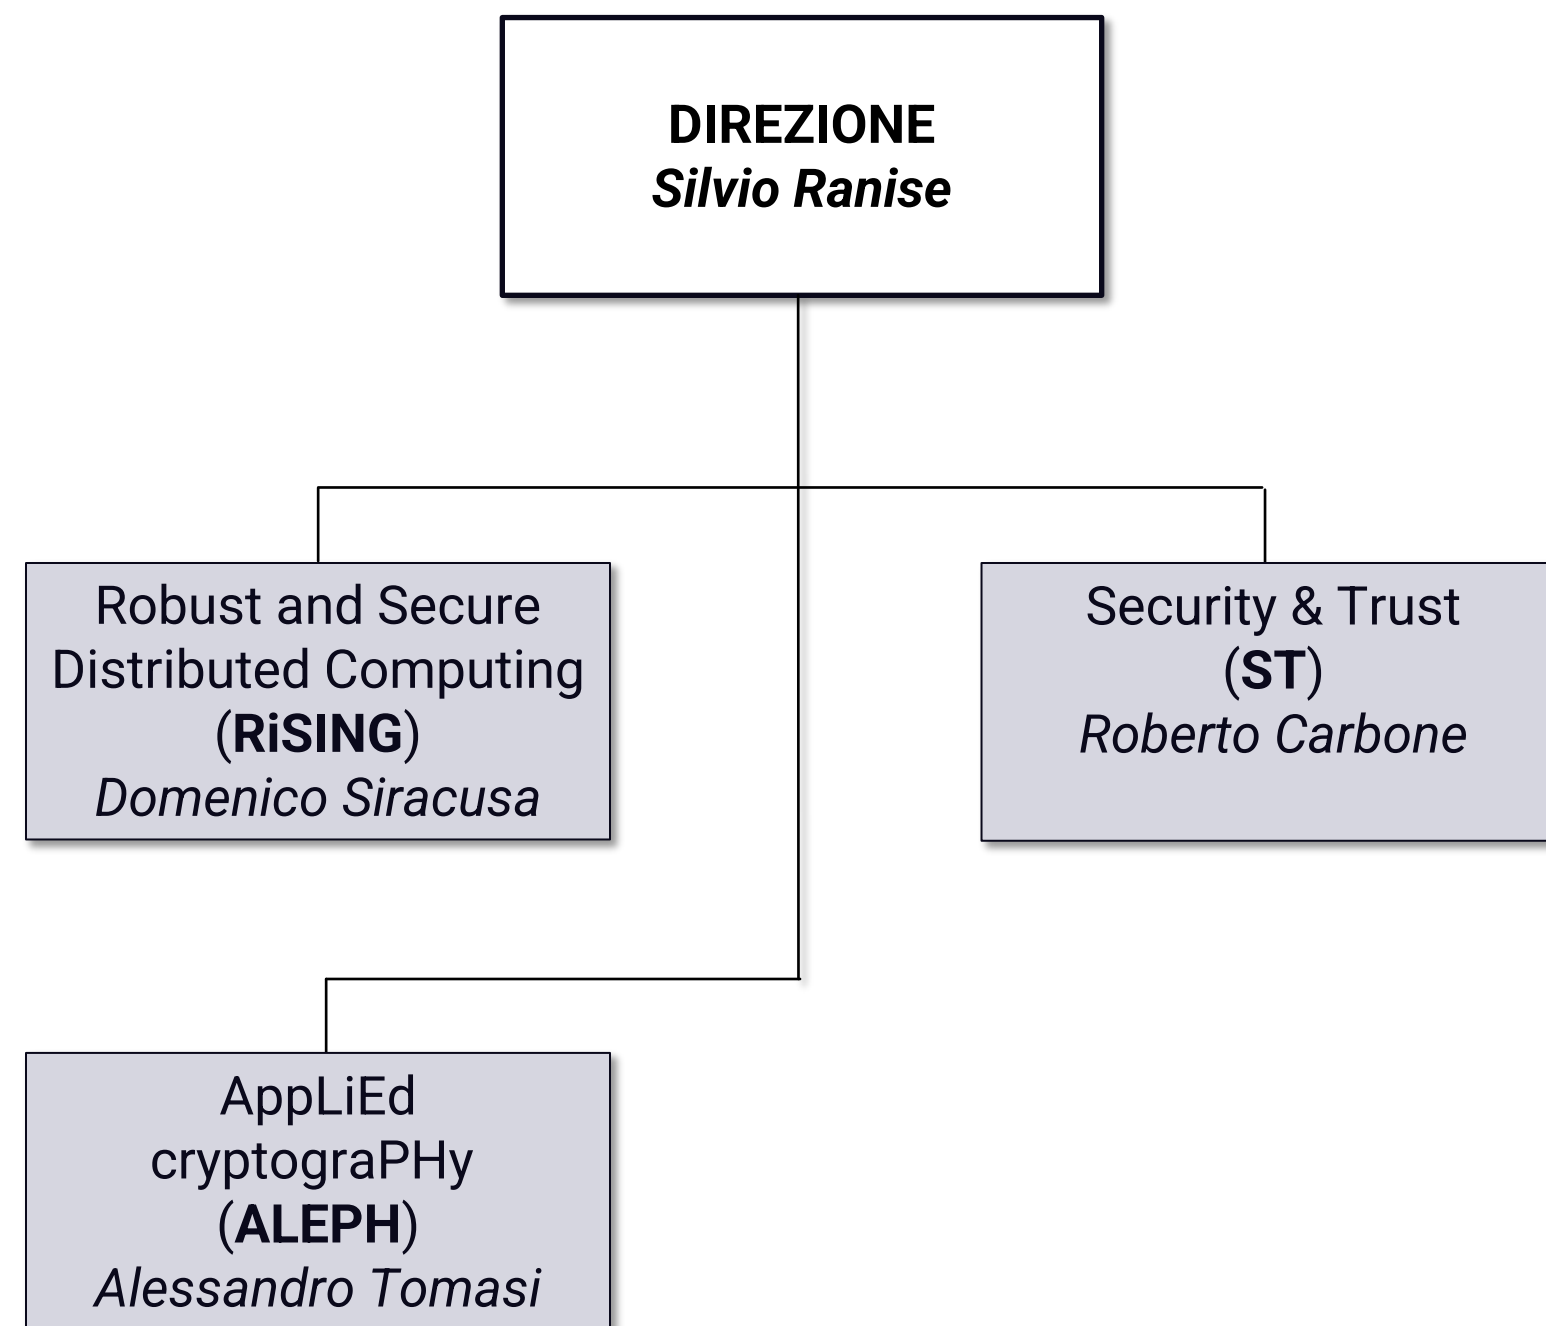 DIREZIONE
Silvio Ranise
Robust and Secure
Distributed Computing
(RiSING)
Domenico Siracusa
Security & Trust
(ST)
Roberto Carbone
AppLiEd
cryptograPHy
(ALEPH)
Alessandro Tomasi